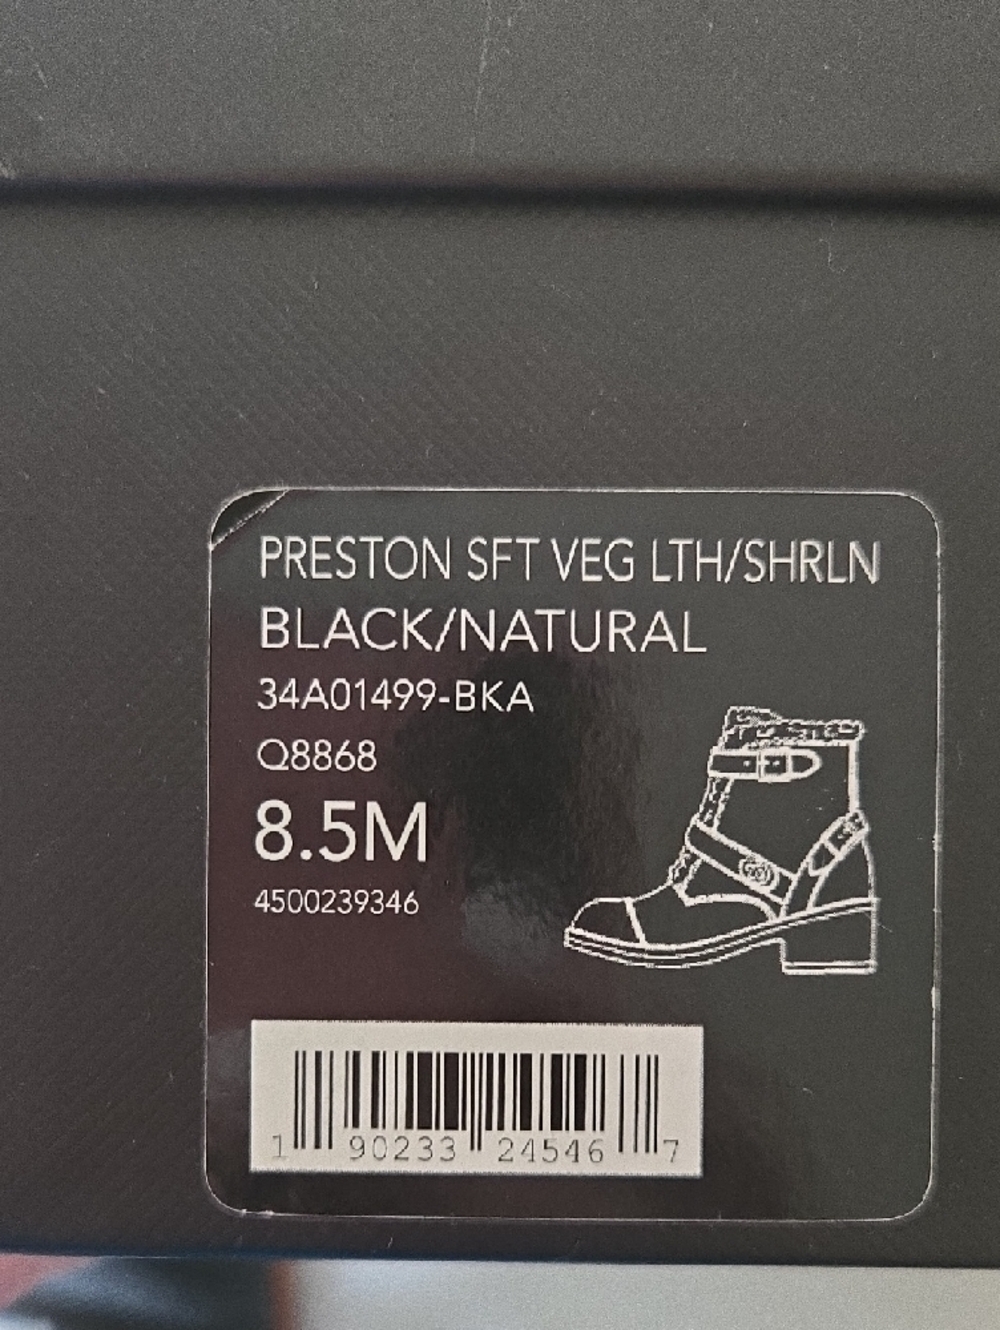 PRESTON SFT VEG LTH/SHRLN
BLACK/NATURAL
34A01499-BKA
Q8868
8.5M
4500239346
1 90233 24546 7